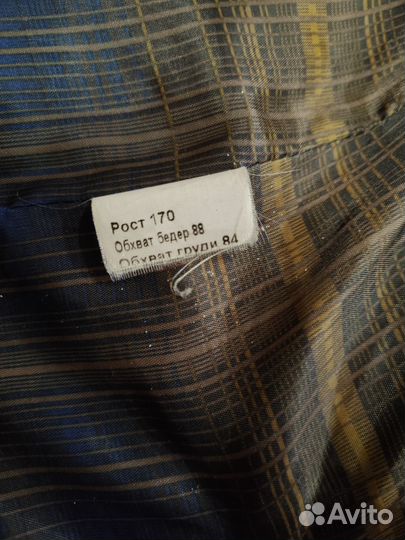 Рост 170
Обхват бедер 88
Обхват груди 84
Avito